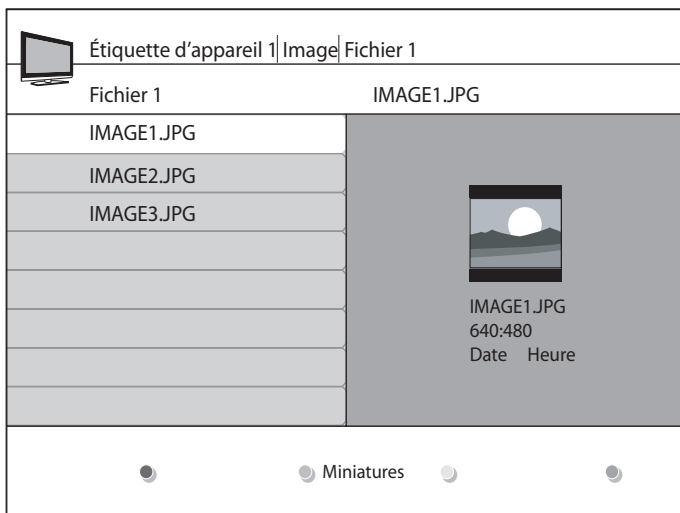 Étiquette d'appareil 1 Image Fichier 1
Fichier 1 IMAGE1.JPG
IMAGE1.JPG
IMAGE2.JPG
IMAGE3.JPG
IMAGE1.JPG
640:480
Date Heure
Miniatures